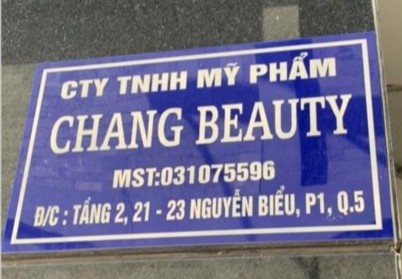 CTY TNHH MỸ PHẨM
CHANG BEAUTY
MST:031075596
Đ/C : TẦNG 2, 21 - 23 NGUYỄN BIỂU, P1, Q.5